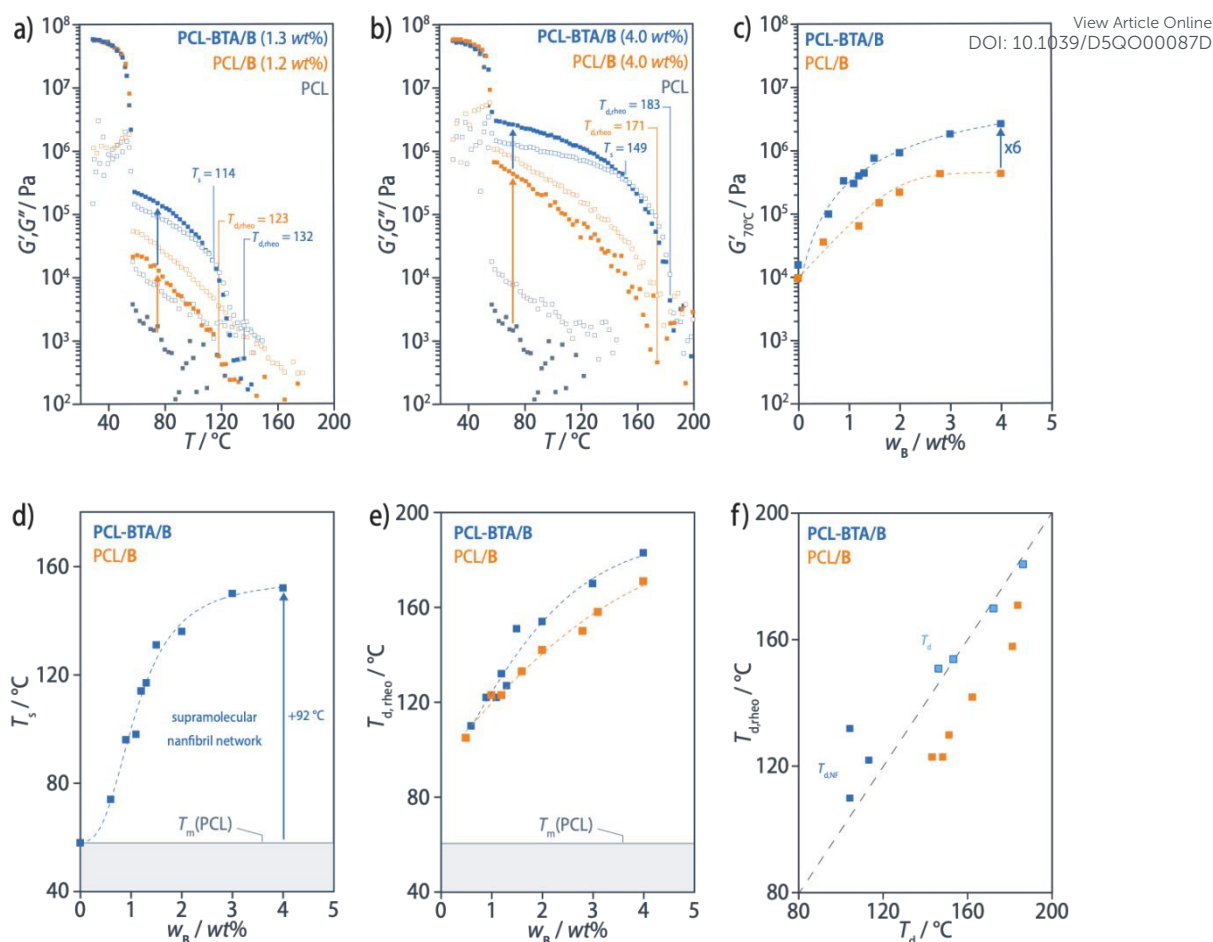 View Article Online
DOI: 10.1039/D5QO00087D
a)
G′,G″ / Pa
10⁸
10⁷
10⁶
10⁵
10⁴
10³
10²
PCL-BTA/B (1.3 wt%)
PCL/B (1.2 wt%)
PCL
Tₛ = 114
T_d,rheo = 123
T_d,rheo = 132
0 40 80 120 160 200
T / °C
b)
G′,G″ / Pa
10⁸
10⁷
10⁶
10⁵
10⁴
10³
10²
PCL-BTA/B (4.0 wt%)
PCL/B (4.0 wt%)
PCL
T_d,rheo = 183
T_d,rheo = 171
Tₛ = 149
0 40 80 120 160 200
T / °C
c)
G′70°C / Pa
10⁸
10⁷
10⁶
10⁵
10⁴
10³
10²
PCL-BTA/B
PCL/B
x6
0 1 2 3 4 5
w_B / wt%
d)
Tₛ / °C
160
120
80
40
PCL-BTA/B
PCL/B
supramolecular
nanfibril network
+92 °C
Tₘ(PCL)
0 1 2 3 4 5
w_B / wt%
e)
T_d,rheo / °C
200
160
120
80
40
PCL-BTA/B
PCL/B
Tₘ(PCL)
0 1 2 3 4 5
w_B / wt%
f)
T_d,rheo / °C
200
160
120
80
PCL-BTA/B
PCL/B
T_d
T_d,NF
80 120 160 200
T_d / °C